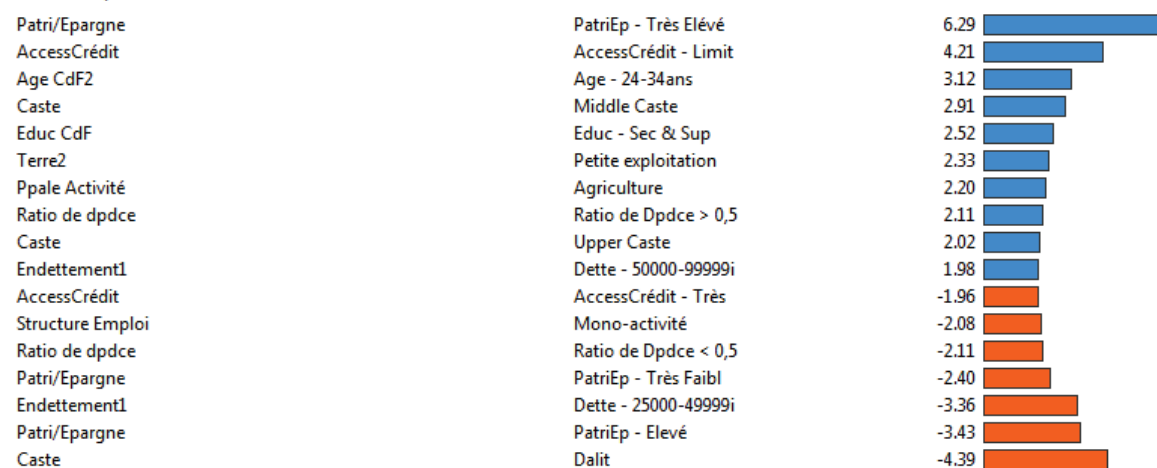 Patri/Epargne PatriEp - Très Elévé 6.29
AccessCrédit AccessCrédit - Limit 4.21
Age CdF2 Age - 24-34ans 3.12
Caste Middle Caste 2.91
Educ CdF Educ - Sec & Sup 2.52
Terre2 Petite exploitation 2.33
Ppale Activité Agriculture 2.20
Ratio de dpdce Ratio de Dpdce > 0,5 2.11
Caste Upper Caste 2.02
Endettement1 Dette - 50000-99999i 1.98
AccessCrédit AccessCrédit - Très -1.96
Structure Emploi Mono-activité -2.08
Ratio de dpdce Ratio de Dpdce < 0,5 -2.11
Patri/Epargne PatriEp - Très Faibl -2.40
Endettement1 Dette - 25000-49999i -3.36
Patri/Epargne PatriEp - Elevé -3.43
Caste Dalit -4.39